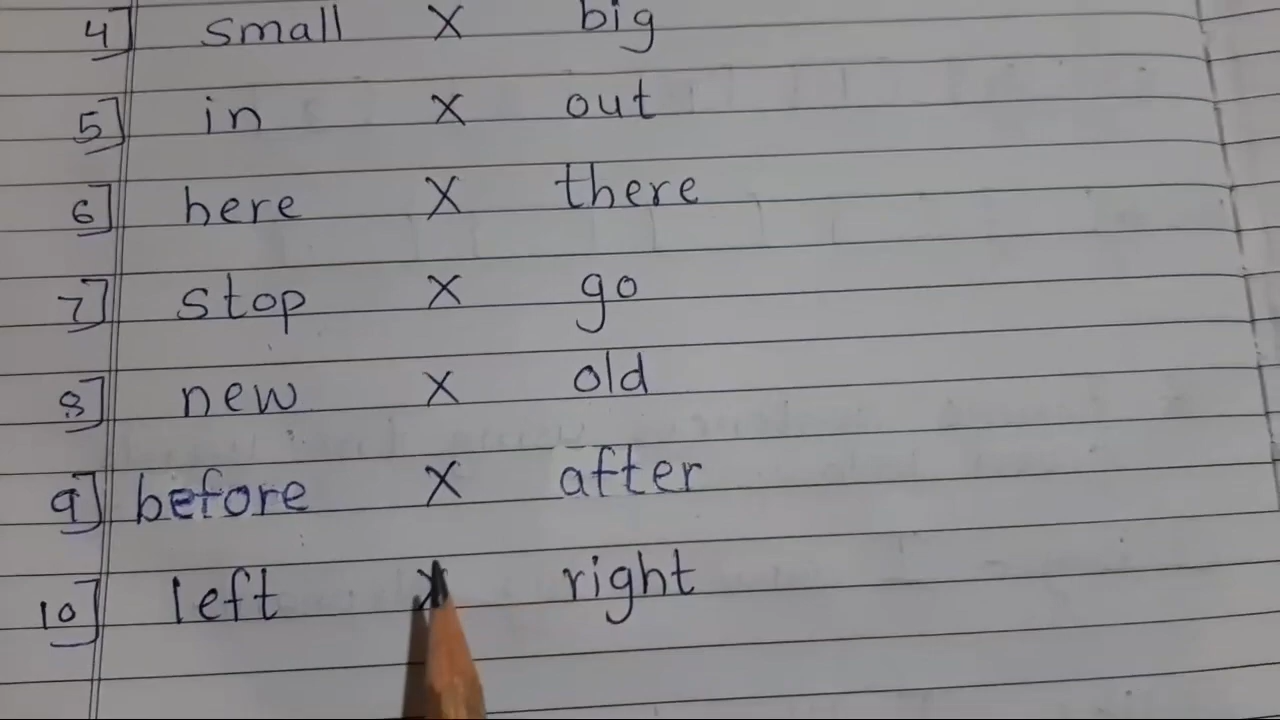 4] small X big
5] in X out
6] here X there
7] stop X go
8] new X old
9] before X after
10] left X right